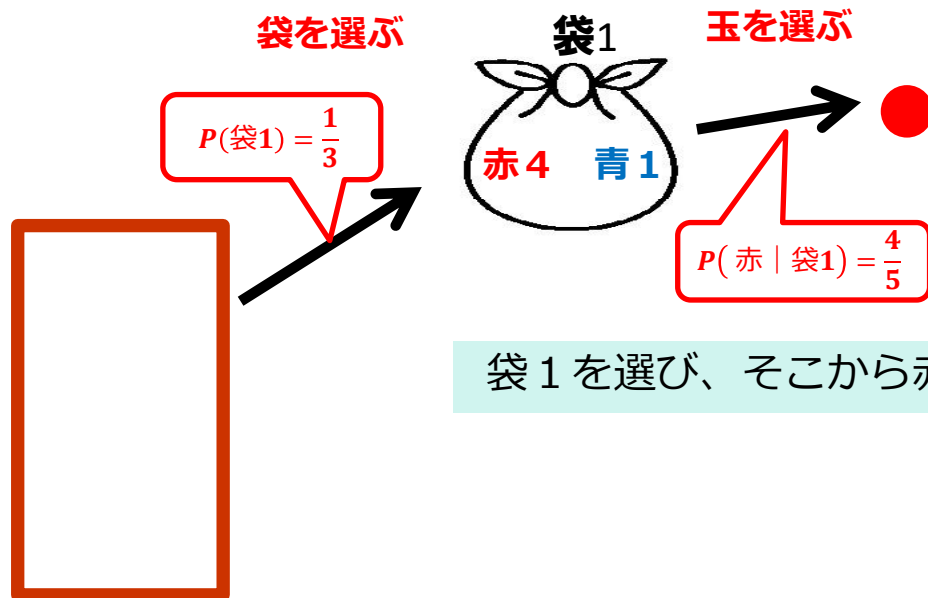 袋を選ぶ
袋1
玉を選ぶ
P(袋1) = 1/3
赤４ 青１
P( 赤｜袋1) = 4/5
袋１を選び、そこから